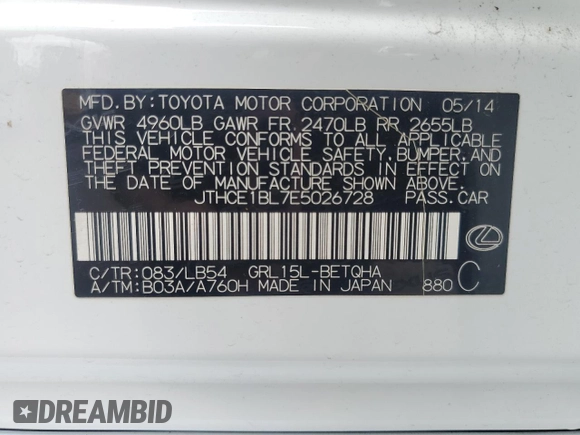 MFD. BY: TOYOTA MOTOR CORPORATION 05/14
GVWR 4960LB GAWR FR. 2470LB RR 2655LB
THIS VEHICLE CONFORMS TO ALL APPLICABLE
FEDERAL MOTOR VEHICLE SAFETY, BUMPER, AND
THEFT PREVENTION STANDARDS IN EFFECT ON
THE DATE OF MANUFACTURE SHOWN ABOVE.
JTHCE1BL7E5026728 PASS.CAR
C/TR: 083/LB54 GRL15L-BETQHA
A/TM: B03A/A760H MADE IN JAPAN 880 C
DREAMBID